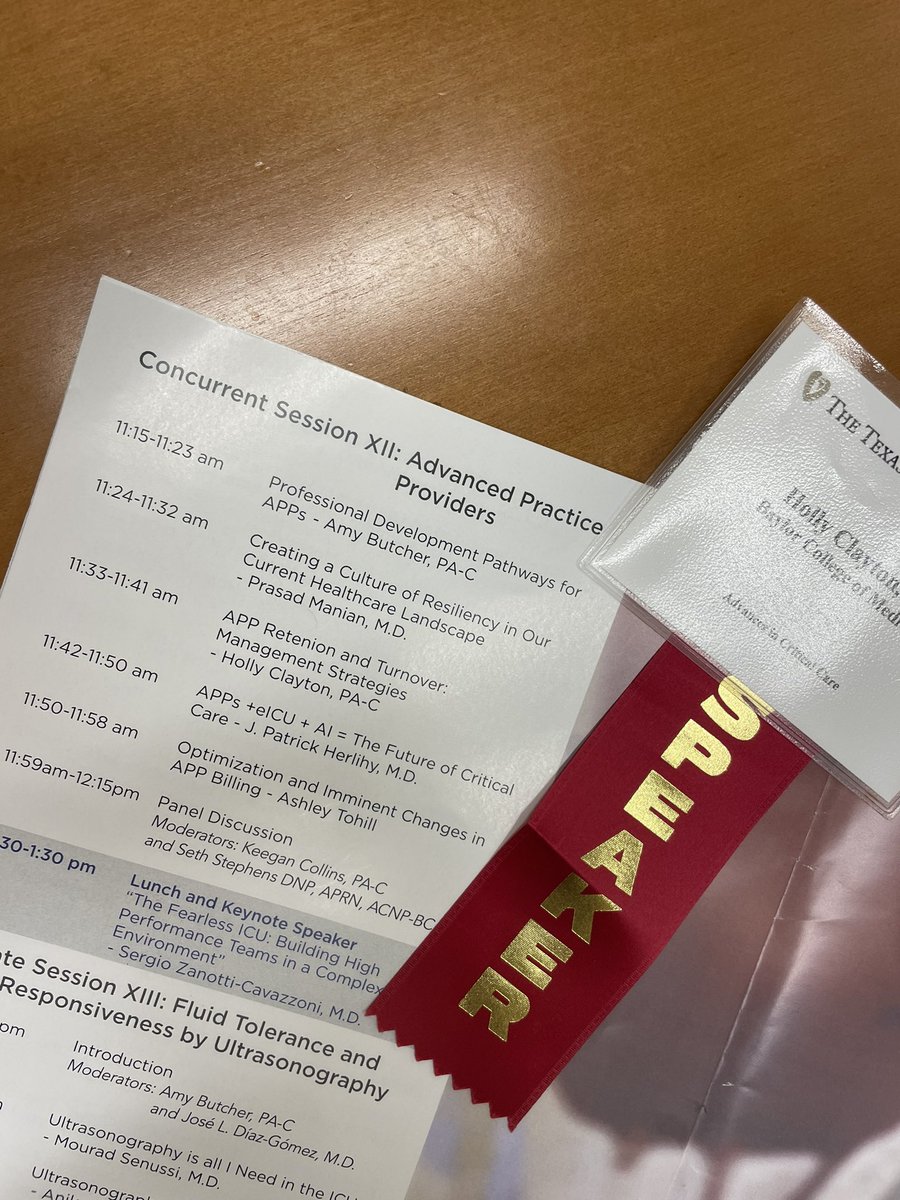 Concurrent Session XII: Advanced Practice
Providers
11:15-11:23 am
Professional Development Pathways for
APPs - Amy Butcher, PA-C
11:24-11:32 am
Creating a Culture of Resiliency in Our
Current Healthcare Landscape
- Prasad Manian, M.D.
11:33-11:41 am
APP Retenion and Turnover:
Management Strategies
- Holly Clayton, PA-C
11:42-11:50 am
APPs +eICU + AI = The Future of Critical
Care - J. Patrick Herlihy, M.D.
11:50-11:58 am
Optimization and Imminent Changes in
APP Billing - Ashley Tohill
11:59am-12:15pm
Panel Discussion
Moderators: Keegan Collins, PA-C
and Seth Stephens DNP, APRN, ACNP-BC
30-1:30 pm
Lunch and Keynote Speaker
"The Fearless ICU: Building High
Performance Teams in a Complex
Environment"
- Sergio Zanotti-Cavazzoni, M.D.
Session XIII: Fluid Tolerance and
Responsiveness by Ultrasonography
pm
Introduction
Moderators: Amy Butcher, PA-C
and José L. Díaz-Gómez, M.D.
Ultrasonography is all I Need in the ICU
- Mourad Senussi, M.D.
THE TEXAS
Holly Clayton,
Baylor College of Medi
Advances in Critical Care
SPEAKER